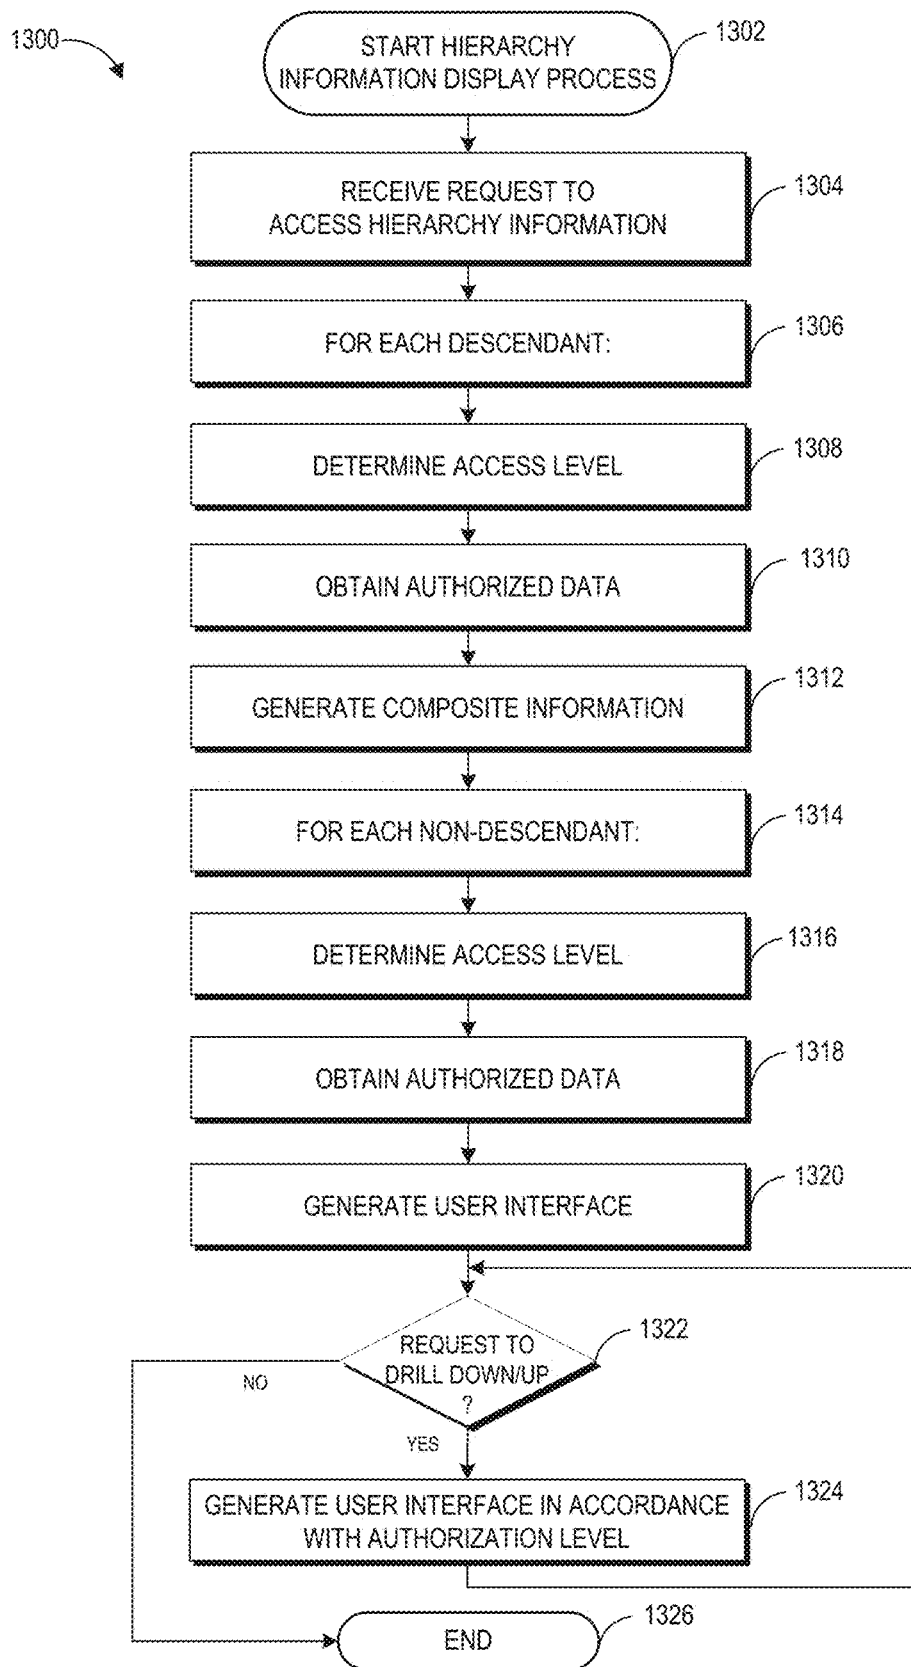 1300
START HIERARCHY
INFORMATION DISPLAY PROCESS
1302
RECEIVE REQUEST TO
ACCESS HIERARCHY INFORMATION
1304
FOR EACH DESCENDANT:
1306
DETERMINE ACCESS LEVEL
1308
OBTAIN AUTHORIZED DATA
1310
GENERATE COMPOSITE INFORMATION
1312
FOR EACH NON-DESCENDANT:
1314
DETERMINE ACCESS LEVEL
1316
OBTAIN AUTHORIZED DATA
1318
GENERATE USER INTERFACE
1320
REQUEST TO
DRILL DOWN/UP
?
1322
NO
YES
GENERATE USER INTERFACE IN ACCORDANCE
WITH AUTHORIZATION LEVEL
1324
END
1326